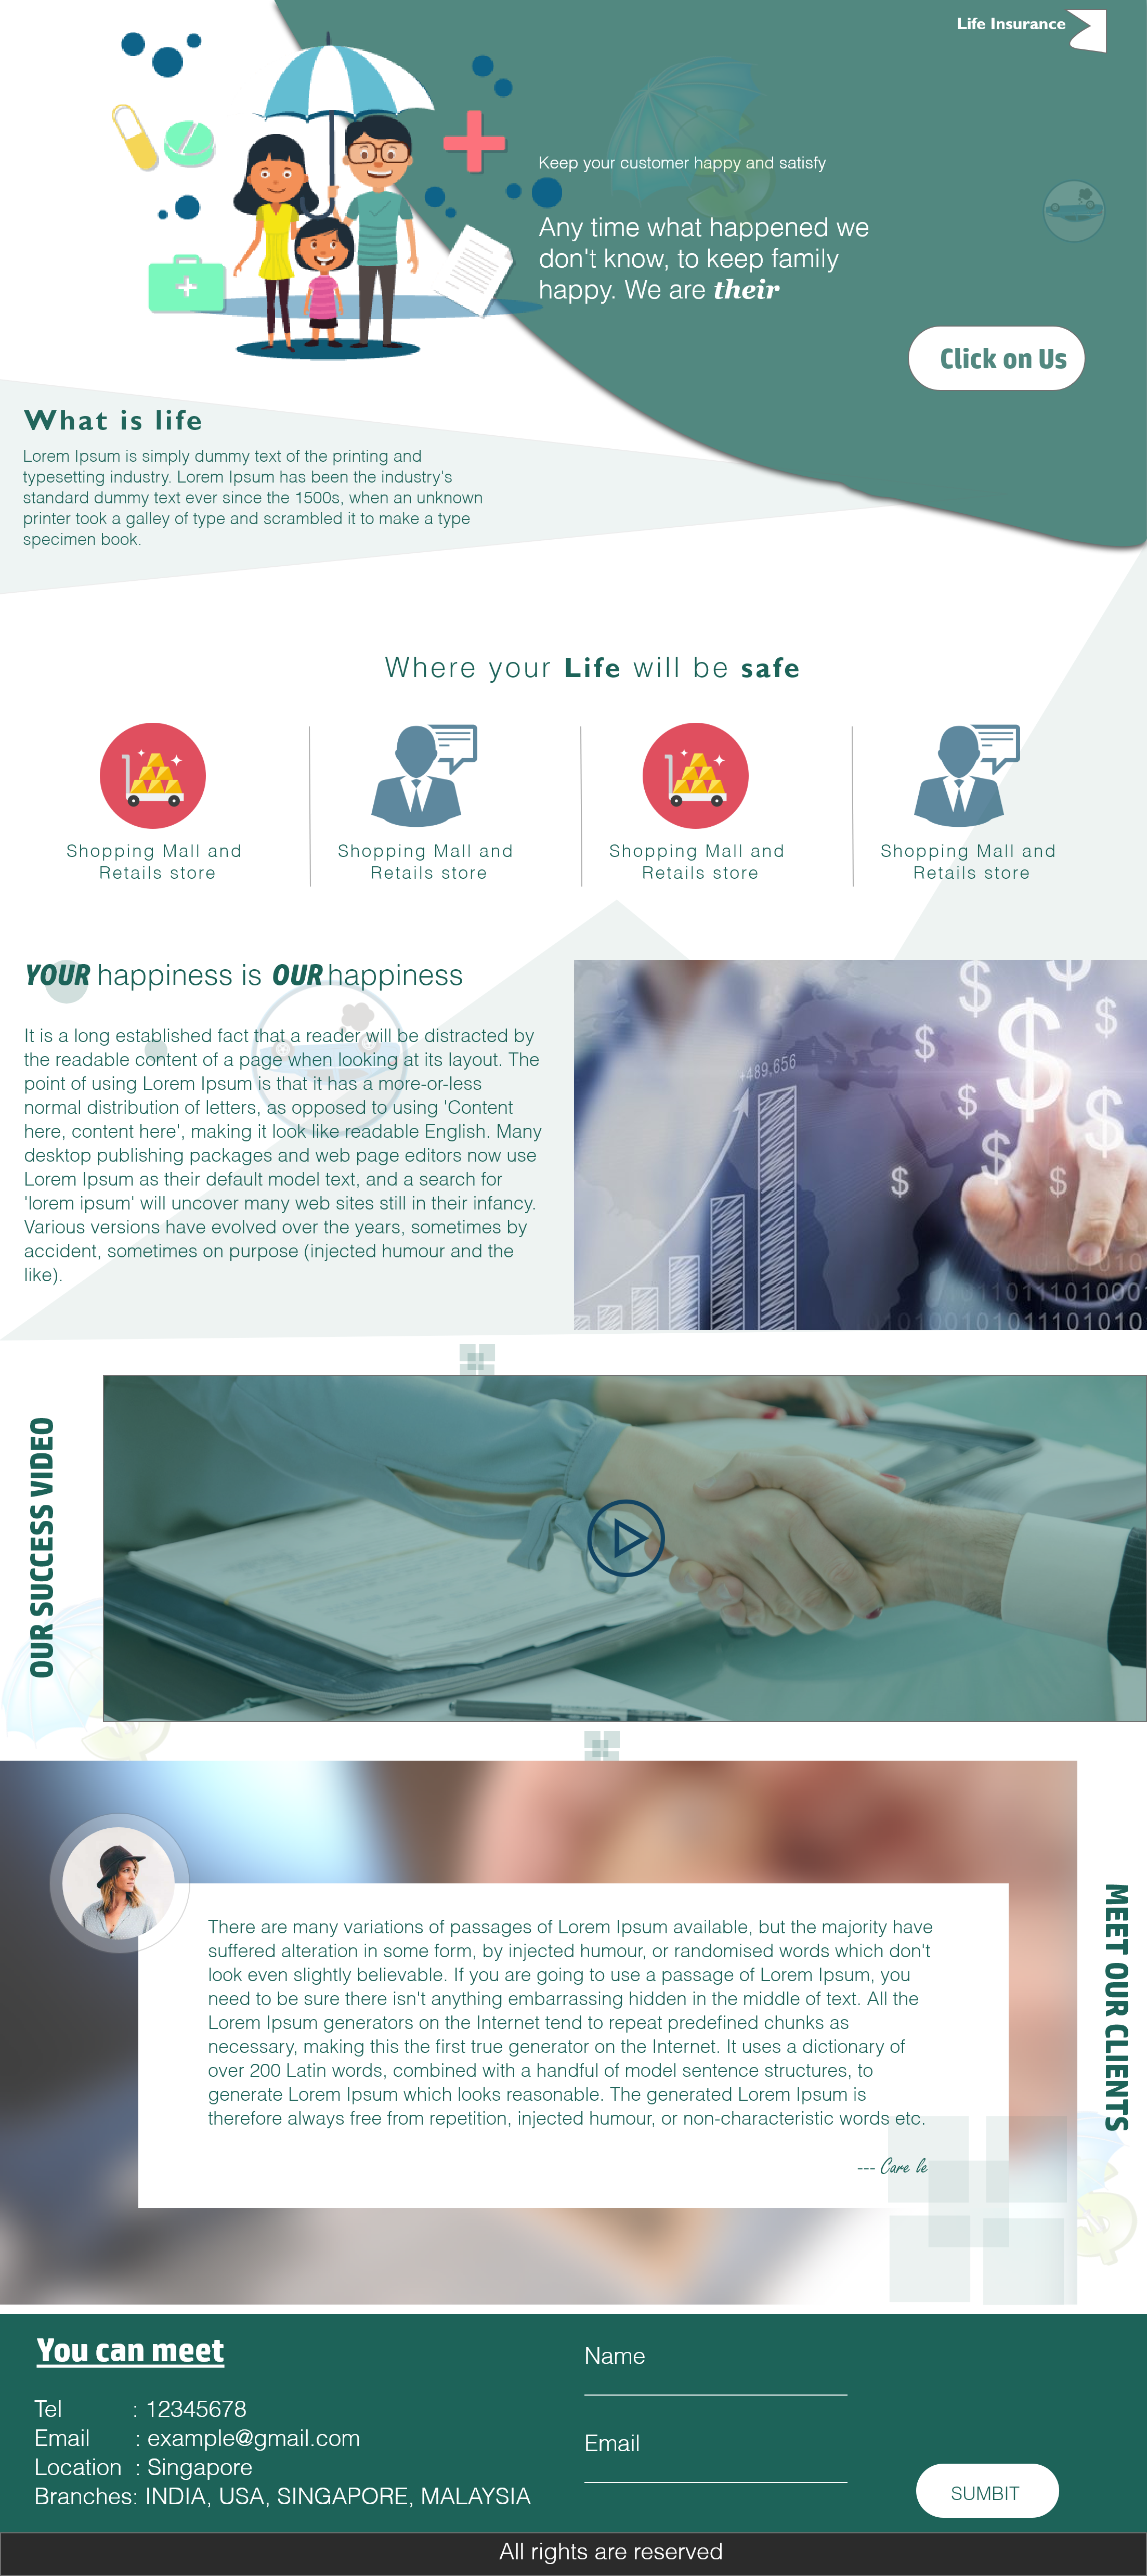 Life Insurance
Keep your customer happy and satisfy
Any time what happened we
don't know, to keep family
happy. We are their
Click on Us
What is life
Lorem Ipsum is simply dummy text of the printing and
typesetting industry. Lorem Ipsum has been the industry's
standard dummy text ever since the 1500s, when an unknown
printer took a galley of type and scrambled it to make a type
specimen book.
Where your Life will be safe
Shopping Mall and
Retails store
Shopping Mall and
Retails store
Shopping Mall and
Retails store
Shopping Mall and
Retails store
YOUR happiness is OUR happiness
It is a long established fact that a reader will be distracted by
the readable content of a page when looking at its layout. The
point of using Lorem Ipsum is that it has a more-or-less
normal distribution of letters, as opposed to using 'Content
here, content here', making it look like readable English. Many
desktop publishing packages and web page editors now use
Lorem Ipsum as their default model text, and a search for
'lorem ipsum' will uncover many web sites still in their infancy.
Various versions have evolved over the years, sometimes by
accident, sometimes on purpose (injected humour and the
like).
+489,656
OUR SUCCESS VIDEO
There are many variations of passages of Lorem Ipsum available, but the majority have
suffered alteration in some form, by injected humour, or randomised words which don't
look even slightly believable. If you are going to use a passage of Lorem Ipsum, you
need to be sure there isn't anything embarrassing hidden in the middle of text. All the
Lorem Ipsum generators on the Internet tend to repeat predefined chunks as
necessary, making this the first true generator on the Internet. It uses a dictionary of
over 200 Latin words, combined with a handful of model sentence structures, to
generate Lorem Ipsum which looks reasonable. The generated Lorem Ipsum is
therefore always free from repetition, injected humour, or non-characteristic words etc.
--- Care le
MEET OUR CLIENTS
You can meet
Tel : 12345678
Email : example@gmail.com
Location : Singapore
Branches: INDIA, USA, SINGAPORE, MALAYSIA
Name
Email
SUMBIT
All rights are reserved